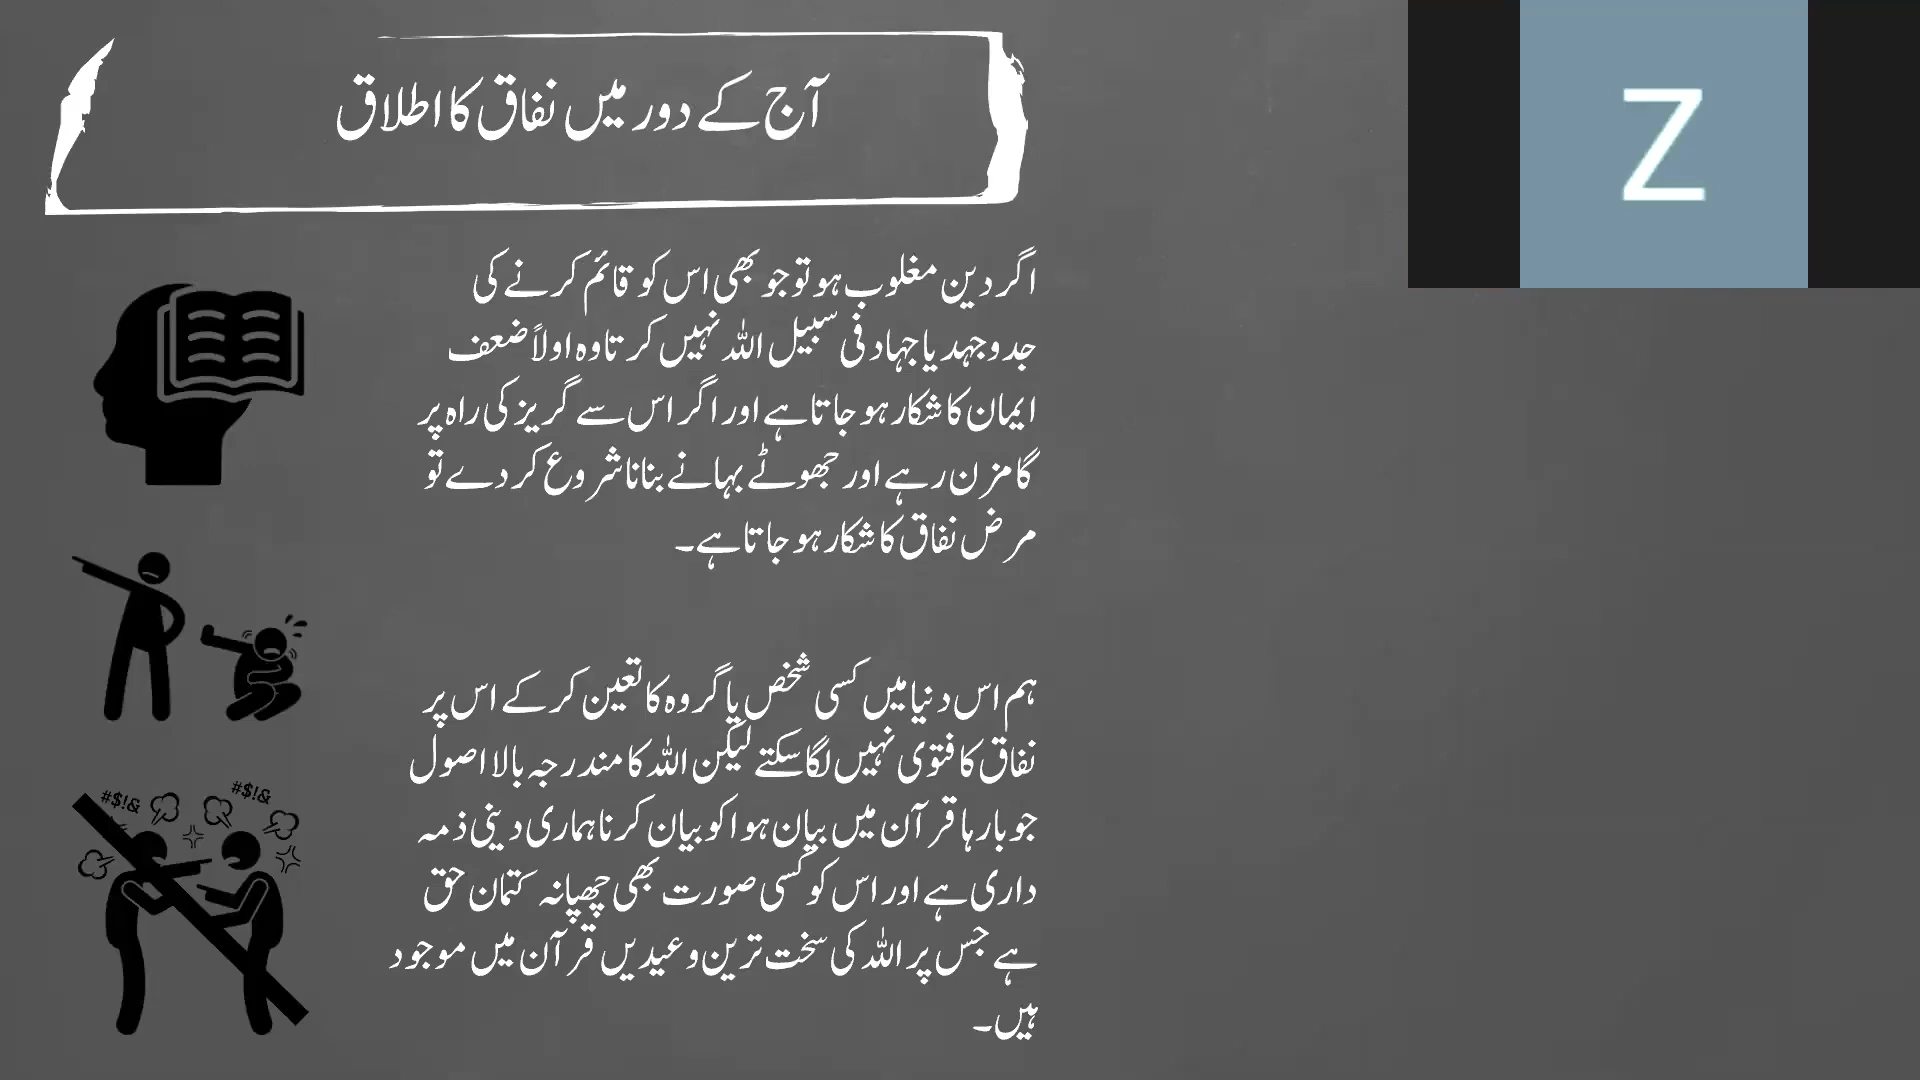 آج کے دور میں نفاق کا اطلاق
Z
اگر دین مغلوب ہو تو جو بھی اس کو قائم کرنے کی
جدوجہد یا جہاد فی سبیل اللہ نہیں کرتا وہ اولاً ضعف
ایمان کا شکار ہو جاتا ہے اور اگر اس سے گریز کی راہ پر
گامزن رہے اور جھوٹے بہانے بنانا شروع کر دے تو
مرض نفاق کا شکار ہو جاتا ہے۔
ہم اس دنیا میں کسی شخص یا گروہ کا تعین کر کے اس پر
نفاق کا فتوی نہیں لگا سکتے لیکن اللہ کا مندرجہ بالا اصول
جو بارہا قرآن میں بیان ہوا کو بیان کرنا ہماری دینی ذمہ
داری ہے اور اس کو کسی صورت بھی چھپانہ کتمان حق
ہے جس پر اللہ کی سخت ترین وعیدیں قرآن میں موجود
ہیں۔
#$!& #$!&